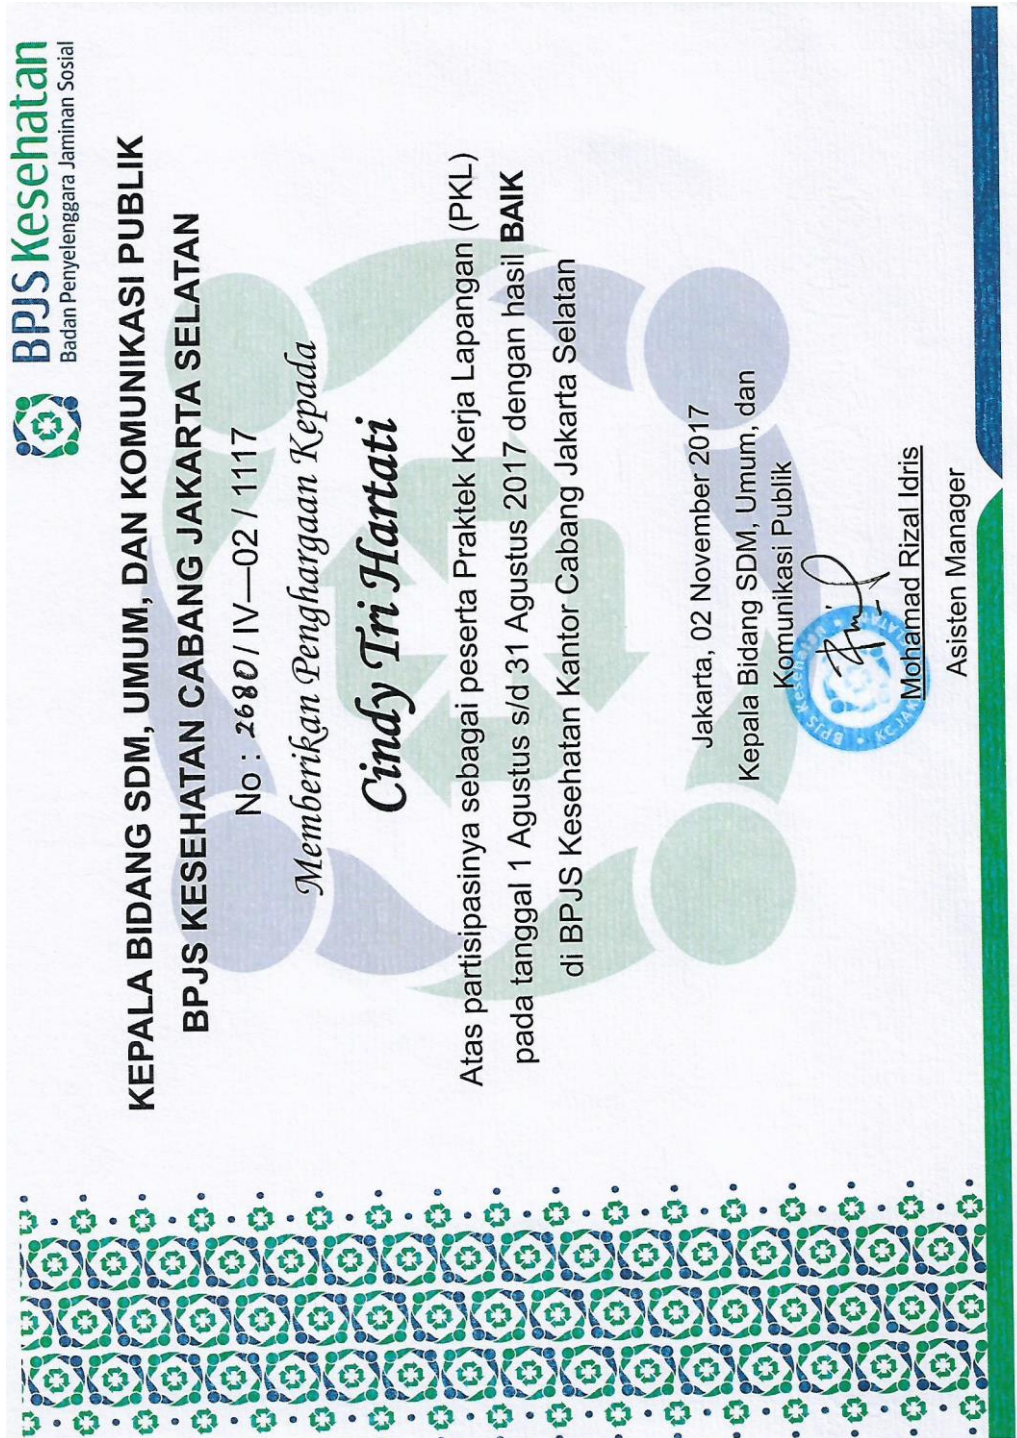 BPJS Kesehatan
Badan Penyelenggara Jaminan Sosial
KEPALA BIDANG SDM, UMUM, DAN KOMUNIKASI PUBLIK
BPJS KESEHATAN CABANG JAKARTA SELATAN
No : 2680/ IV—02 / 1117
Memberikan Penghargaan Kepada
Cindy Tri Hartati
Atas partisipasinya sebagai peserta Praktek Kerja Lapangan (PKL)
pada tanggal 1 Agustus s/d 31 Agustus 2017 dengan hasil BAIK
di BPJS Kesehatan Kantor Cabang Jakarta Selatan
Jakarta, 02 November 2017
Kepala Bidang SDM, Umum, dan
Komunikasi Publik
BPJS Kesehatan
Mohamad Rizal Idris
Asisten Manager